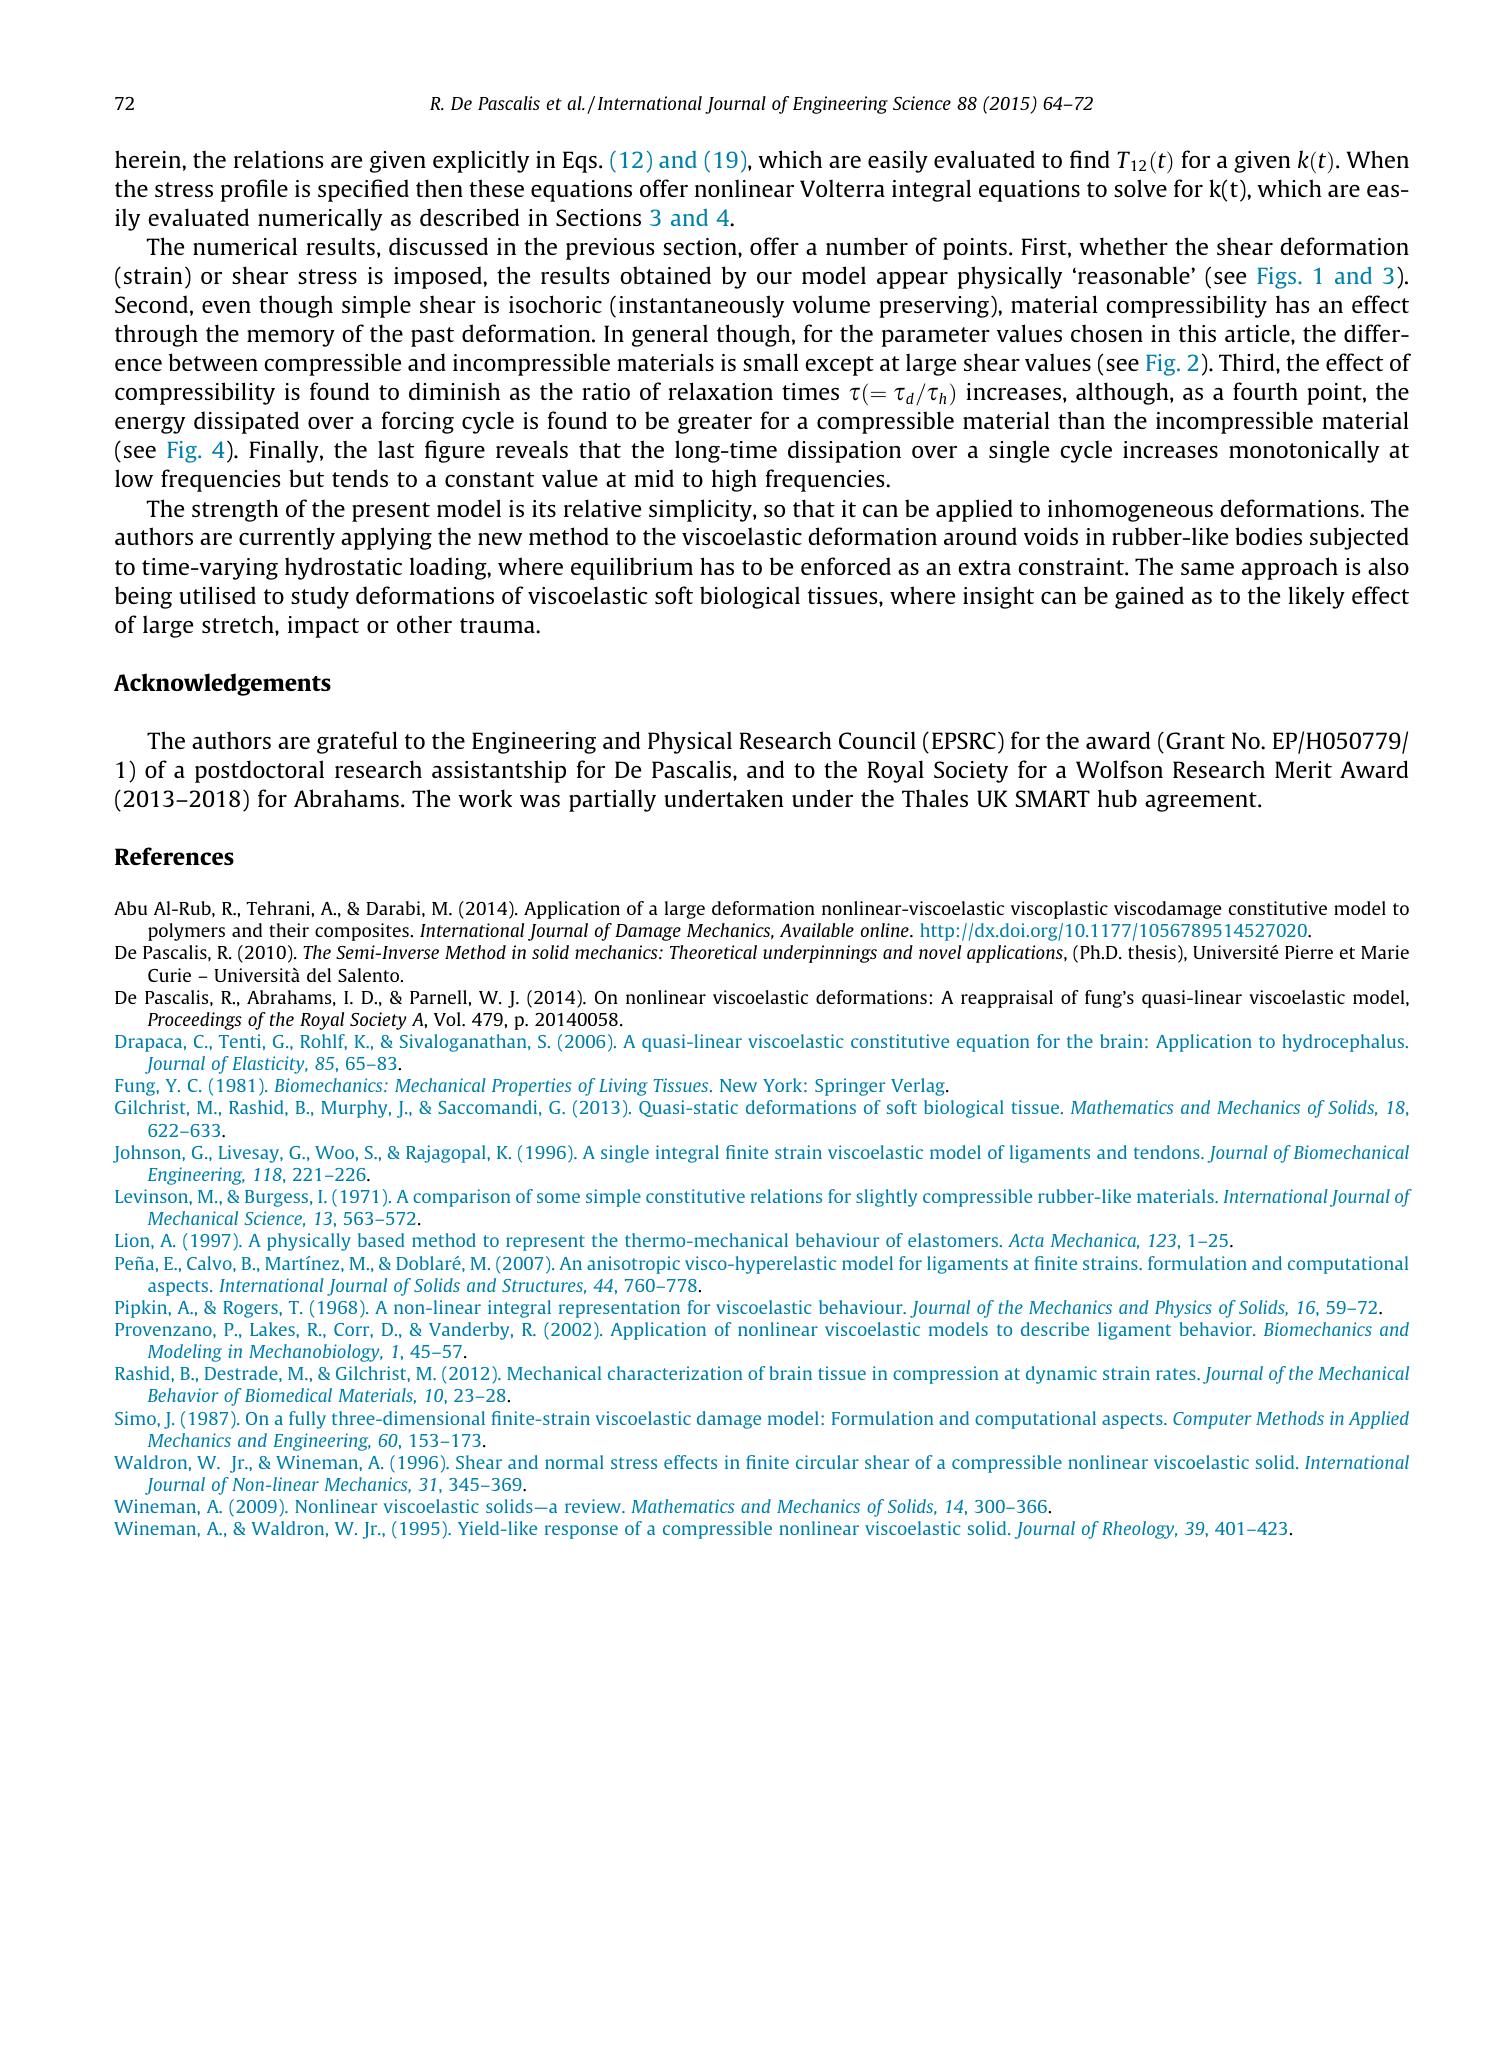 72
R. De Pascalis et al. / International Journal of Engineering Science 88 (2015) 64–72
herein, the relations are given explicitly in Eqs. (12) and (19), which are easily evaluated to find T12(t) for a given k(t). When
the stress profile is specified then these equations offer nonlinear Volterra integral equations to solve for k(t), which are eas-
ily evaluated numerically as described in Sections 3 and 4.
The numerical results, discussed in the previous section, offer a number of points. First, whether the shear deformation
(strain) or shear stress is imposed, the results obtained by our model appear physically ‘reasonable’ (see Figs. 1 and 3).
Second, even though simple shear is isochoric (instantaneously volume preserving), material compressibility has an effect
through the memory of the past deformation. In general though, for the parameter values chosen in this article, the differ-
ence between compressible and incompressible materials is small except at large shear values (see Fig. 2). Third, the effect of
compressibility is found to diminish as the ratio of relaxation times τ(= τd/τh) increases, although, as a fourth point, the
energy dissipated over a forcing cycle is found to be greater for a compressible material than the incompressible material
(see Fig. 4). Finally, the last figure reveals that the long-time dissipation over a single cycle increases monotonically at
low frequencies but tends to a constant value at mid to high frequencies.
The strength of the present model is its relative simplicity, so that it can be applied to inhomogeneous deformations. The
authors are currently applying the new method to the viscoelastic deformation around voids in rubber-like bodies subjected
to time-varying hydrostatic loading, where equilibrium has to be enforced as an extra constraint. The same approach is also
being utilised to study deformations of viscoelastic soft biological tissues, where insight can be gained as to the likely effect
of large stretch, impact or other trauma.
Acknowledgements
The authors are grateful to the Engineering and Physical Research Council (EPSRC) for the award (Grant No. EP/H050779/
1) of a postdoctoral research assistantship for De Pascalis, and to the Royal Society for a Wolfson Research Merit Award
(2013–2018) for Abrahams. The work was partially undertaken under the Thales UK SMART hub agreement.
References
Abu Al-Rub, R., Tehrani, A., & Darabi, M. (2014). Application of a large deformation nonlinear-viscoelastic viscoplastic viscodamage constitutive model to
polymers and their composites. International Journal of Damage Mechanics, Available online. http://dx.doi.org/10.1177/1056789514527020.
De Pascalis, R. (2010). The Semi-Inverse Method in solid mechanics: Theoretical underpinnings and novel applications, (Ph.D. thesis), Université Pierre et Marie
Curie – Università del Salento.
De Pascalis, R., Abrahams, I. D., & Parnell, W. J. (2014). On nonlinear viscoelastic deformations: A reappraisal of fung’s quasi-linear viscoelastic model,
Proceedings of the Royal Society A, Vol. 479, p. 20140058.
Drapaca, C., Tenti, G., Rohlf, K., & Sivaloganathan, S. (2006). A quasi-linear viscoelastic constitutive equation for the brain: Application to hydrocephalus.
Journal of Elasticity, 85, 65–83.
Fung, Y. C. (1981). Biomechanics: Mechanical Properties of Living Tissues. New York: Springer Verlag.
Gilchrist, M., Rashid, B., Murphy, J., & Saccomandi, G. (2013). Quasi-static deformations of soft biological tissue. Mathematics and Mechanics of Solids, 18,
622–633.
Johnson, G., Livesay, G., Woo, S., & Rajagopal, K. (1996). A single integral finite strain viscoelastic model of ligaments and tendons. Journal of Biomechanical
Engineering, 118, 221–226.
Levinson, M., & Burgess, I. (1971). A comparison of some simple constitutive relations for slightly compressible rubber-like materials. International Journal of
Mechanical Science, 13, 563–572.
Lion, A. (1997). A physically based method to represent the thermo-mechanical behaviour of elastomers. Acta Mechanica, 123, 1–25.
Peña, E., Calvo, B., Martínez, M., & Doblaré, M. (2007). An anisotropic visco-hyperelastic model for ligaments at finite strains. formulation and computational
aspects. International Journal of Solids and Structures, 44, 760–778.
Pipkin, A., & Rogers, T. (1968). A non-linear integral representation for viscoelastic behaviour. Journal of the Mechanics and Physics of Solids, 16, 59–72.
Provenzano, P., Lakes, R., Corr, D., & Vanderby, R. (2002). Application of nonlinear viscoelastic models to describe ligament behavior. Biomechanics and
Modeling in Mechanobiology, 1, 45–57.
Rashid, B., Destrade, M., & Gilchrist, M. (2012). Mechanical characterization of brain tissue in compression at dynamic strain rates. Journal of the Mechanical
Behavior of Biomedical Materials, 10, 23–28.
Simo, J. (1987). On a fully three-dimensional finite-strain viscoelastic damage model: Formulation and computational aspects. Computer Methods in Applied
Mechanics and Engineering, 60, 153–173.
Waldron, W. Jr., & Wineman, A. (1996). Shear and normal stress effects in finite circular shear of a compressible nonlinear viscoelastic solid. International
Journal of Non-linear Mechanics, 31, 345–369.
Wineman, A. (2009). Nonlinear viscoelastic solids—a review. Mathematics and Mechanics of Solids, 14, 300–366.
Wineman, A., & Waldron, W. Jr., (1995). Yield-like response of a compressible nonlinear viscoelastic solid. Journal of Rheology, 39, 401–423.